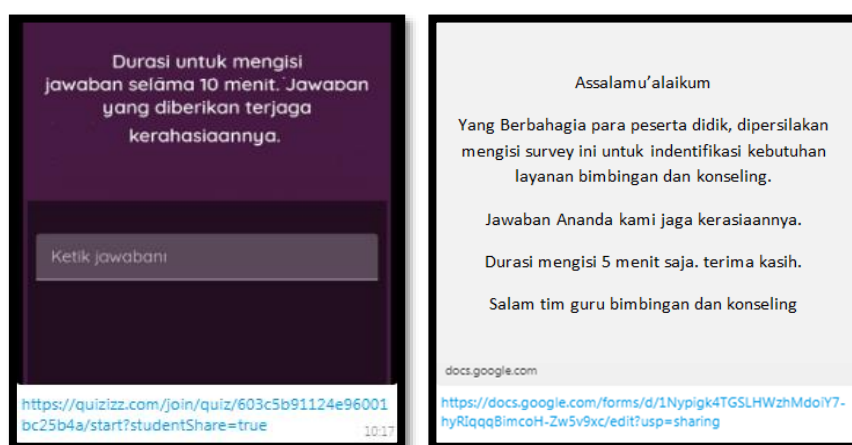 Durasi untuk mengisi
jawaban selama 10 menit. Jawaban
yang diberikan terjaga
kerahasiaannya.
Ketik jawabanı
https://quizizz.com/join/quiz/603c5b91124e96001
bc25b4a/start?studentShare=true
10:17
Assalamu’alaikum
Yang Berbahagia para peserta didik, dipersilakan
mengisi survey ini untuk indentifikasi kebutuhan
layanan bimbingan dan konseling.
Jawaban Ananda kami jaga kerasiaannya.
Durasi mengisi 5 menit saja. terima kasih.
Salam tim guru bimbingan dan konseling
docs.google.com
https://docs.google.com/forms/d/1Nypigk4TGSLHWzhMdoiY7-
hyRIqqqBimcoH-Zw5v9xc/edit?usp=sharing